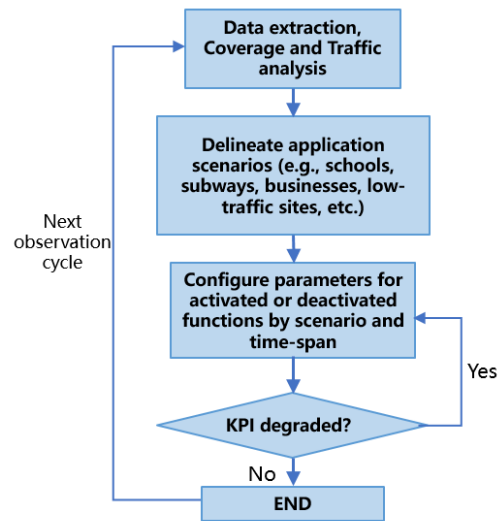 Data extraction,
Coverage and Traffic
analysis
Delineate application
scenarios (e.g., schools,
subways, businesses, low-
traffic sites, etc.)
Next
observation
cycle
Configure parameters for
activated or deactivated
functions by scenario and
time-span
Yes
KPI degraded?
No
END